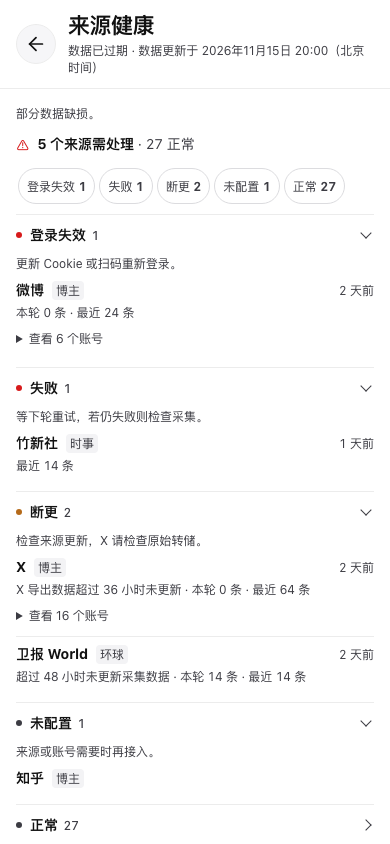 来源健康
数据已过期 · 数据更新于 2026年11月15日 20:00（北京
时间）
部分数据缺损。
5 个来源需处理 · 27 正常
登录失效 1 失败 1 断更 2 未配置 1 正常 27
登录失效 1
更新 Cookie 或扫码重新登录。
微博 博主 2 天前
本轮 0 条 · 最近 24 条
查看 6 个账号
失败 1
等下轮重试，若仍失败则检查采集。
竹新社 时事 1 天前
最近 14 条
断更 2
检查来源更新，X 请检查原始转储。
X 博主 2 天前
X 导出数据超过 36 小时未更新 · 本轮 0 条 · 最近 64 条
查看 16 个账号
卫报 World 环球 2 天前
超过 48 小时未更新采集数据 · 本轮 14 条 · 最近 14 条
未配置 1
来源或账号需要时再接入。
知乎 博主
正常 27